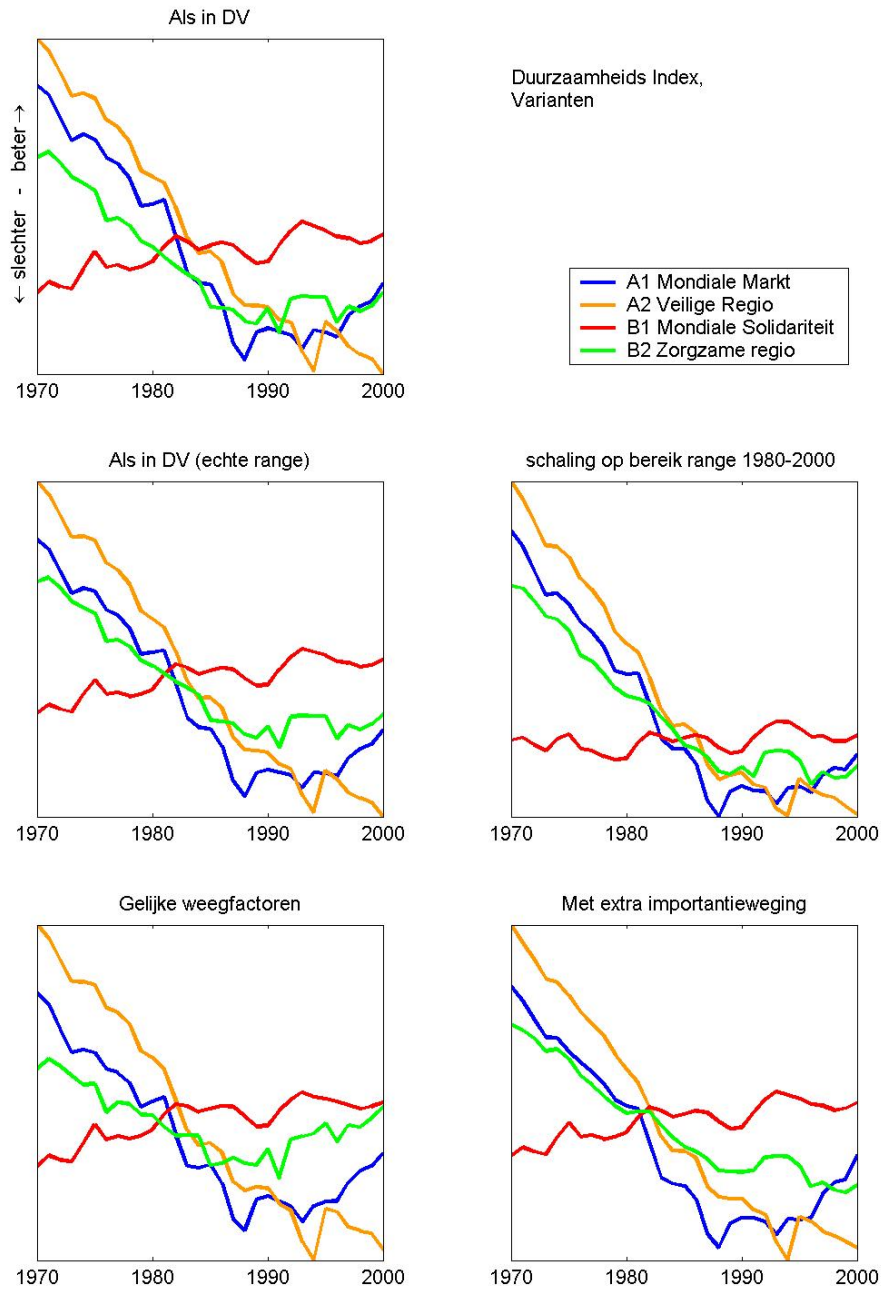 Als in DV
Duurzaamheids Index,
Varianten
← slechter - beter →
A1 Mondiale Markt
A2 Veilige Regio
B1 Mondiale Solidariteit
B2 Zorgzame regio
1970 1980 1990 2000
Als in DV (echte range)
schaling op bereik range 1980-2000
1970 1980 1990 2000
1970 1980 1990 2000
Gelijke weegfactoren
Met extra importantieweging
1970 1980 1990 2000
1970 1980 1990 2000